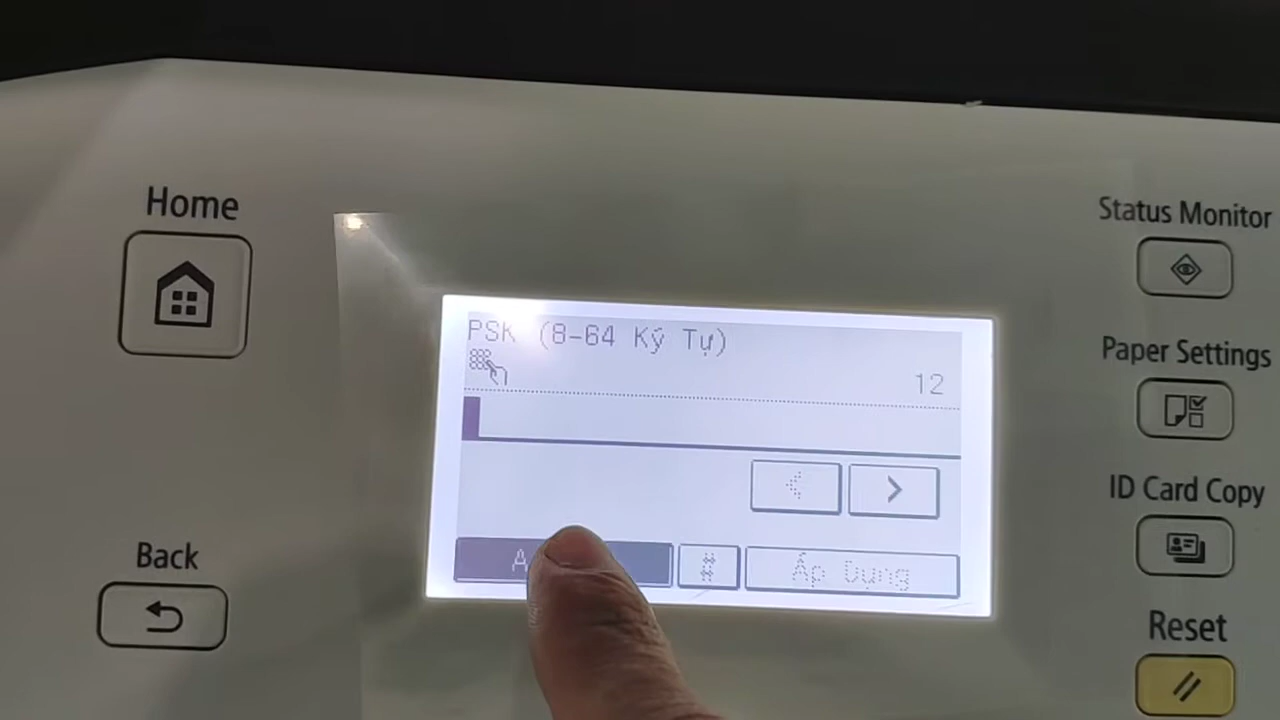 Home
Status Monitor
PSK (8-64 Ký Tự)
12
Paper Settings
ID Card Copy
Back
< >
# Áp Dụng
Reset